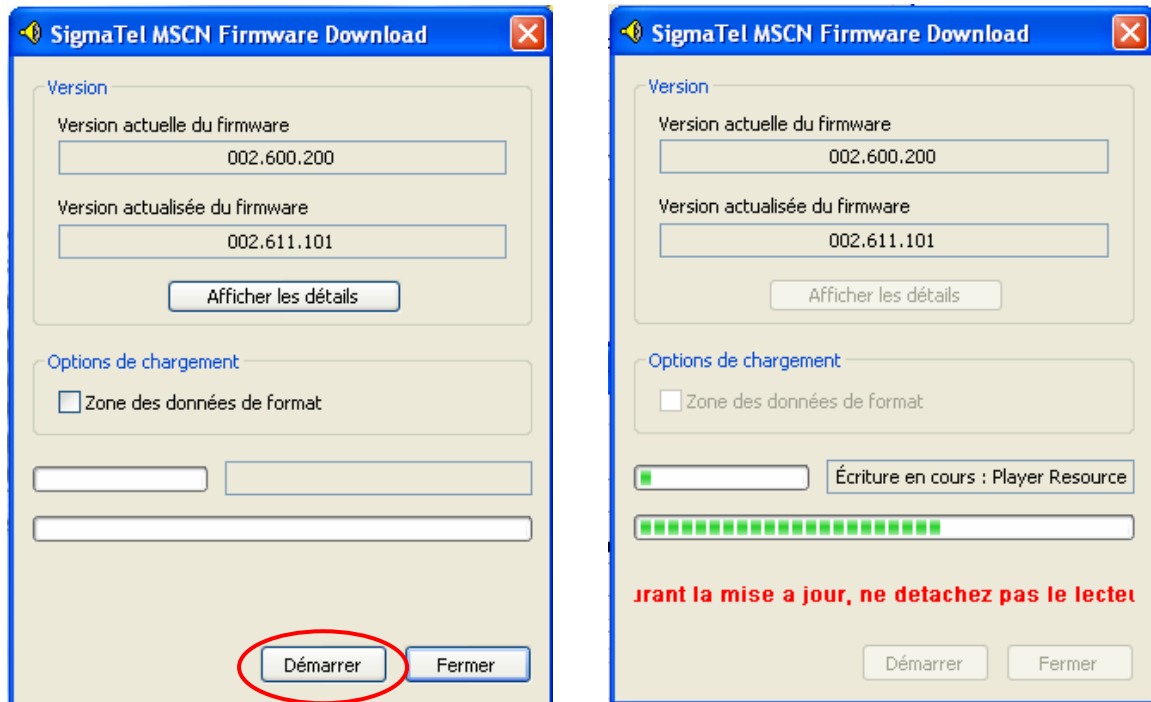 SigmaTel MSCN Firmware Download
Version
Version actuelle du firmware
002.600.200
Version actualisée du firmware
002.611.101
Afficher les détails
Options de chargement
Zone des données de format
Démarrer
Fermer
SigmaTel MSCN Firmware Download
Version
Version actuelle du firmware
002.600.200
Version actualisée du firmware
002.611.101
Afficher les détails
Options de chargement
Zone des données de format
Écriture en cours : Player Resource
urant la mise a jour, ne detachez pas le lecteu
Démarrer
Fermer